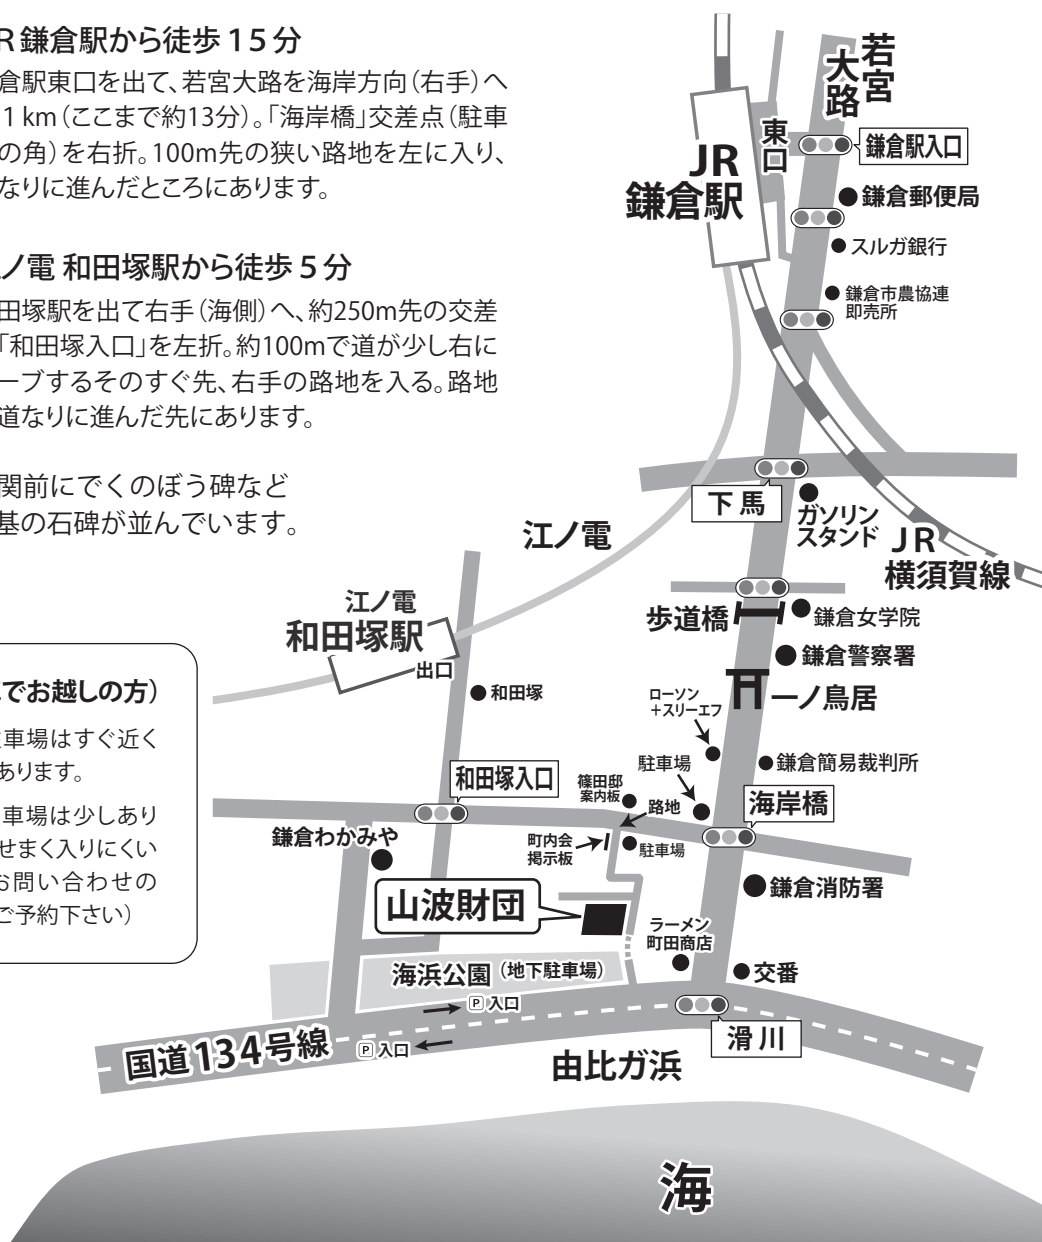 R 鎌倉駅から徒歩 15 分
倉駅東口を出て、若宮大路を海岸方向（右手）へ
1 km（ここまで約13分）。「海岸橋」交差点（駐車
の角）を右折。100m先の狭い路地を左に入り、
なりに進んだところにあります。
ノ電 和田塚駅から徒歩 5 分
田塚駅を出て右手（海側）へ、約250m先の交差
「和田塚入口」を左折。約100mで道が少し右に
ーブするそのすぐ先、右手の路地を入る。路地
道なりに進んだ先にあります。
関前にでくのぼう碑など
基の石碑が並んでいます。
でお越しの方）
車場はすぐ近く
あります。
車場は少しあり
せまく入りにくい
お問い合わせの
ご予約下さい）
若宮
大路
東口
JR
鎌倉駅
鎌倉駅入口
鎌倉郵便局
スルガ銀行
鎌倉市農協連
即売所
下馬
ガソリン
スタンド
JR
横須賀線
江ノ電
江ノ電
和田塚駅
出口
和田塚
歩道橋
鎌倉女学院
鎌倉警察署
一ノ鳥居
ローソン
＋スリーエフ
駐車場
鎌倉簡易裁判所
和田塚入口
篠田邸
案内板
路地
海岸橋
鎌倉わかみや
町内会
掲示板
駐車場
鎌倉消防署
山波財団
ラーメン
町田商店
交番
海浜公園（地下駐車場）
P 入口
P 入口
国道134号線
滑川
由比ガ浜
海